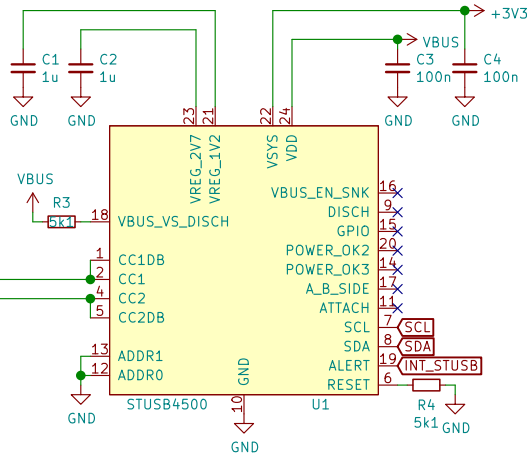 +3V3
VBUS
C1
1u
C2
1u
C3
100n
C4
100n
GND
GND
GND
GND
23
21
22
24
VREG_2V7
VREG_1V2
VSYS
VDD
VBUS
R3
5k1
18
VBUS_VS_DISCH
1
CC1DB
2
CC1
4
CC2
5
CC2DB
13
ADDR1
12
ADDR0
GND
VBUS_EN_SNK
16
DISCH
9
GPIO
15
POWER_OK2
20
POWER_OK3
14
A_B_SIDE
17
ATTACH
11
SCL
7
SCL
SDA
8
SDA
ALERT
19
INT_STUSB
RESET
6
R4
5k1
GND
GND
10
GND
STUSB4500
U1